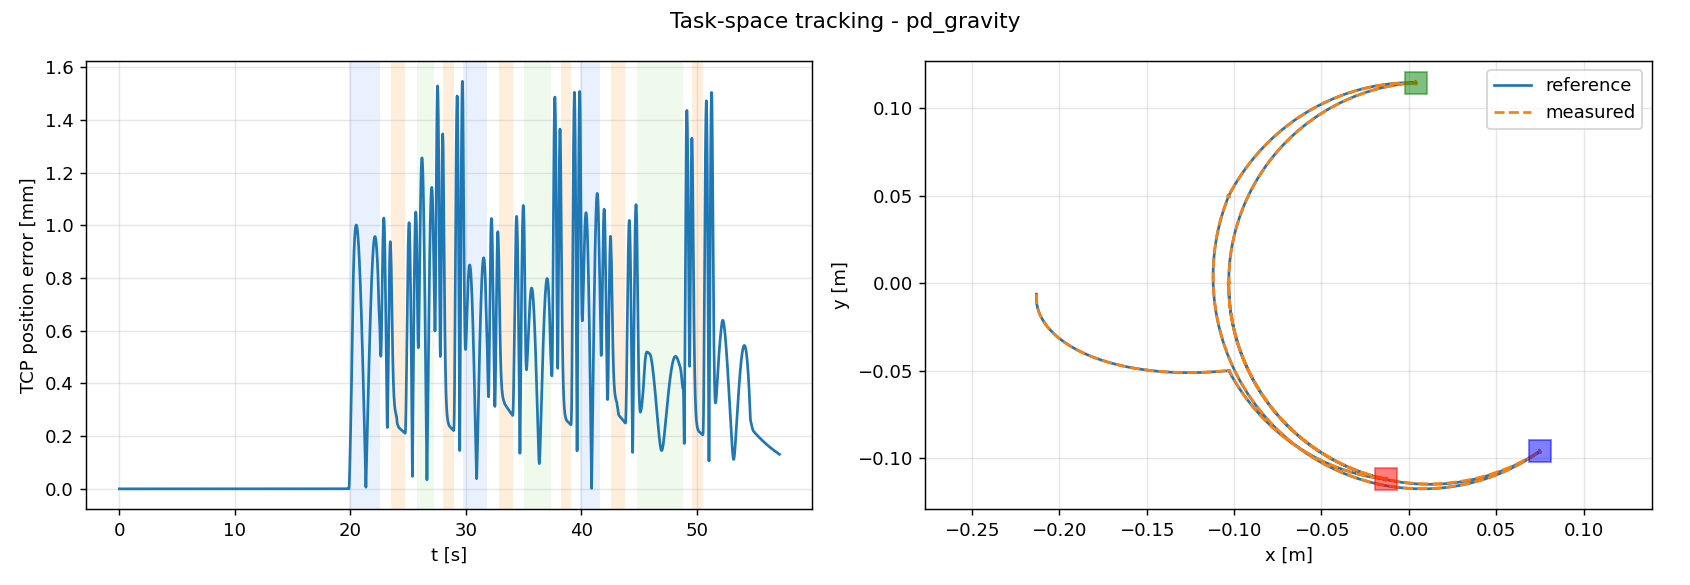 Task-space tracking - pd_gravity
TCP position error [mm]
1.6
1.4
1.2
1.0
0.8
0.6
0.4
0.2
0.0
0 10 20 30 40 50
t [s]
y [m]
0.10
0.05
0.00
−0.05
−0.10
reference
measured
−0.25 −0.20 −0.15 −0.10 −0.05 0.00 0.05 0.10
x [m]